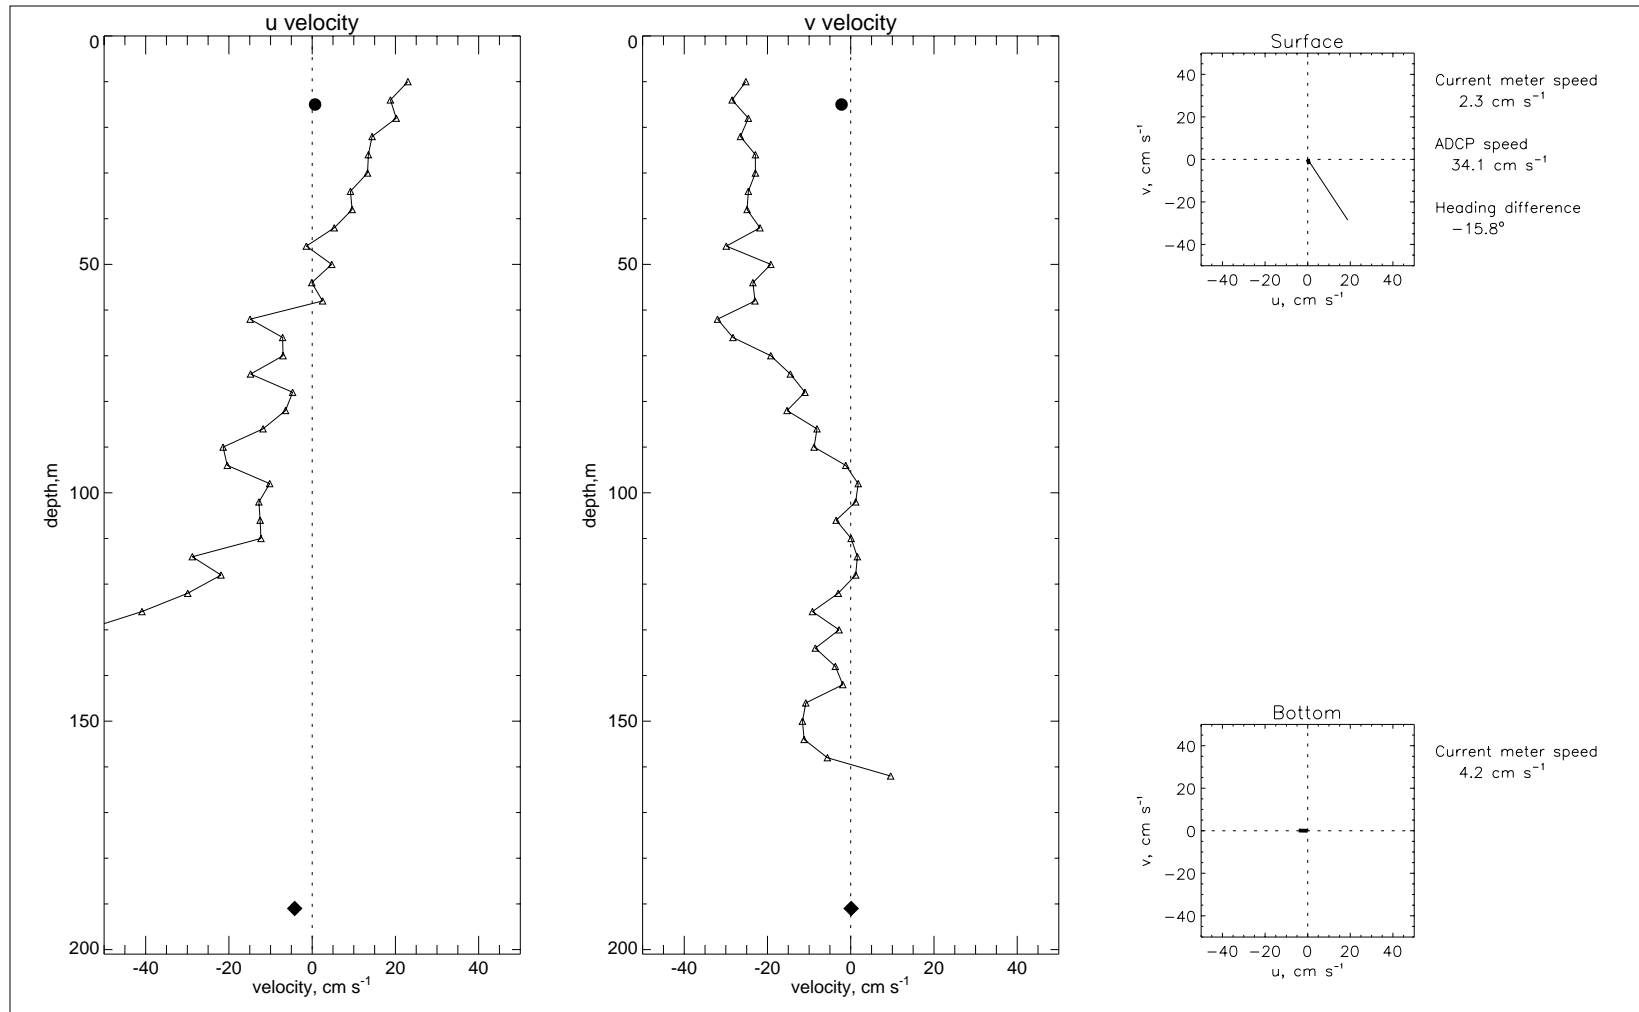 u velocity
0
50
100
150
200
depth,m
-40 -20 0 20 40
velocity, cm s⁻¹
v velocity
0
50
100
150
200
depth,m
-40 -20 0 20 40
velocity, cm s⁻¹
Surface
40
20
0
−20
−40
v, cm s⁻¹
−40 −20 0 20 40
u, cm s⁻¹
Current meter speed
2.3 cm s⁻¹
ADCP speed
34.1 cm s⁻¹
Heading difference
−15.8°
Bottom
40
20
0
−20
−40
v, cm s⁻¹
−40 −20 0 20 40
u, cm s⁻¹
Current meter speed
4.2 cm s⁻¹